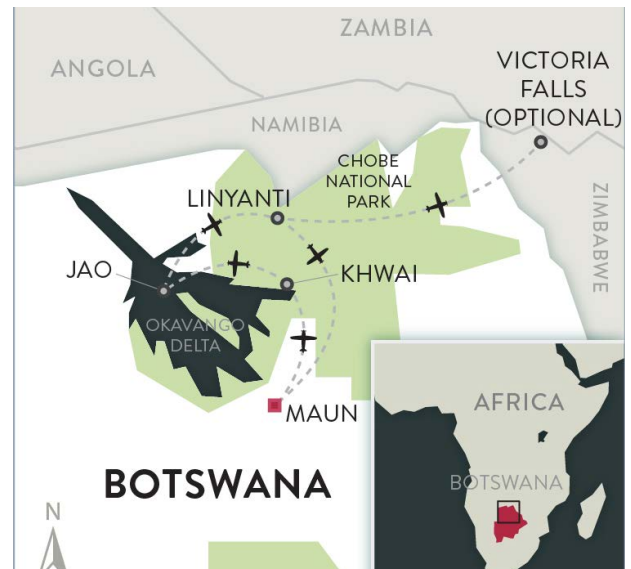 ZAMBIA
ANGOLA
VICTORIA
FALLS
(OPTIONAL)
NAMIBIA
CHOBE
NATIONAL
PARK
LINYANTI
ZIMBABWE
JAO
KHWAI
OKAVANGO
DELTA
MAUN
AFRICA
BOTSWANA
BOTSWANA
N